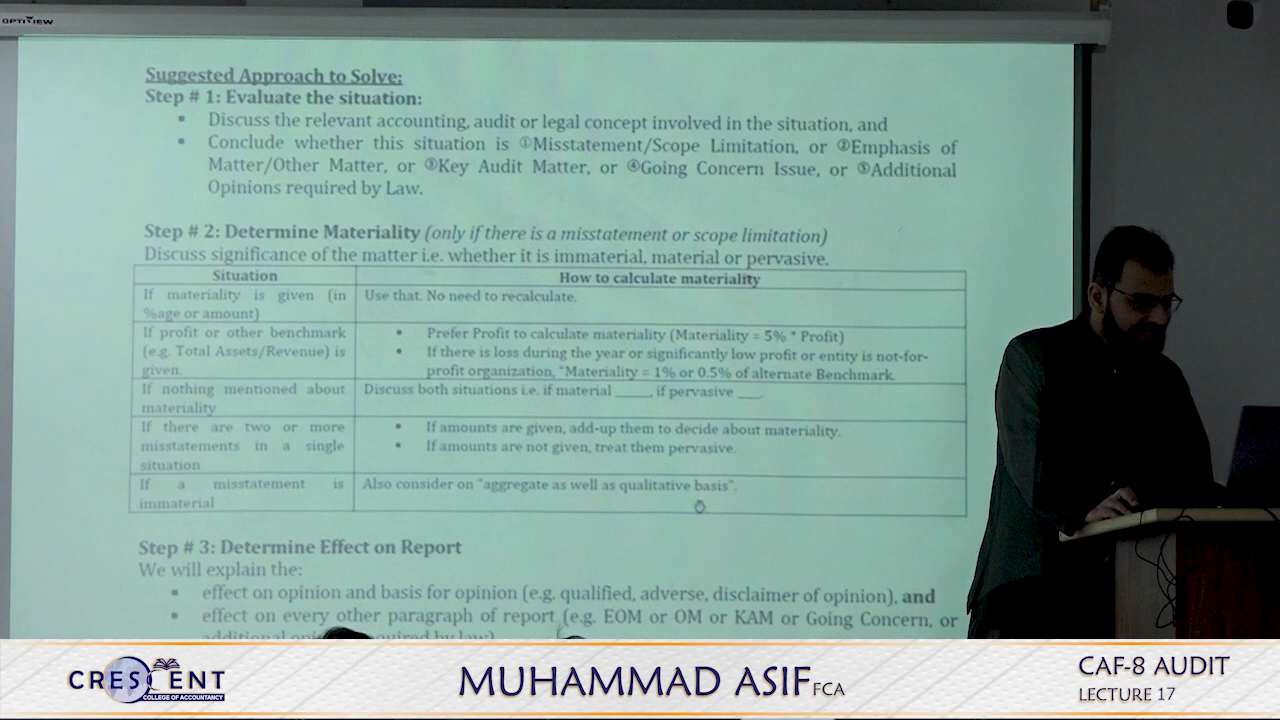 OPTIVIEW
Suggested Approach to Solve:
Step # 1: Evaluate the situation:
▪ Discuss the relevant accounting, audit or legal concept involved in the situation, and
▪ Conclude whether this situation is ①Misstatement/Scope Limitation, or ②Emphasis of
Matter/Other Matter, or ③Key Audit Matter, or ④Going Concern Issue, or ⑤Additional
Opinions required by Law.
Step # 2: Determine Materiality (only if there is a misstatement or scope limitation)
Discuss significance of the matter i.e. whether it is immaterial, material or pervasive.
Situation How to calculate materiality
If materiality is given (in Use that. No need to recalculate.
%age or amount)
If profit or other benchmark • Prefer Profit to calculate materiality (Materiality = 5% * Profit)
(e.g. Total Assets/Revenue) is • If there is loss during the year or significantly low profit or entity is not-for-
given. profit organization, "Materiality = 1% or 0.5% of alternate Benchmark.
If nothing mentioned about Discuss both situations i.e. if material _____, if pervasive ___.
materiality
If there are two or more • If amounts are given, add-up them to decide about materiality.
misstatements in a single • If amounts are not given, treat them pervasive.
situation
If a misstatement is Also consider on "aggregate as well as qualitative basis".
immaterial
Step # 3: Determine Effect on Report
We will explain the:
▪ effect on opinion and basis for opinion (e.g. qualified, adverse, disclaimer of opinion), and
▪ effect on every other paragraph of report (e.g. EOM or OM or KAM or Going Concern, or
additional required by law)
CRESCENT
COLLEGE OF ACCOUNTANCY
MUHAMMAD ASIF FCA
CAF-8 AUDIT
LECTURE 17